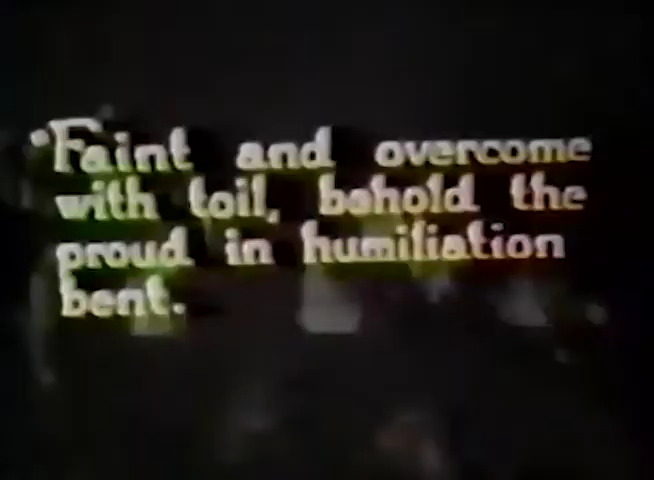 "Faint and overcome
with toil, behold the
proud in humiliation
bent.